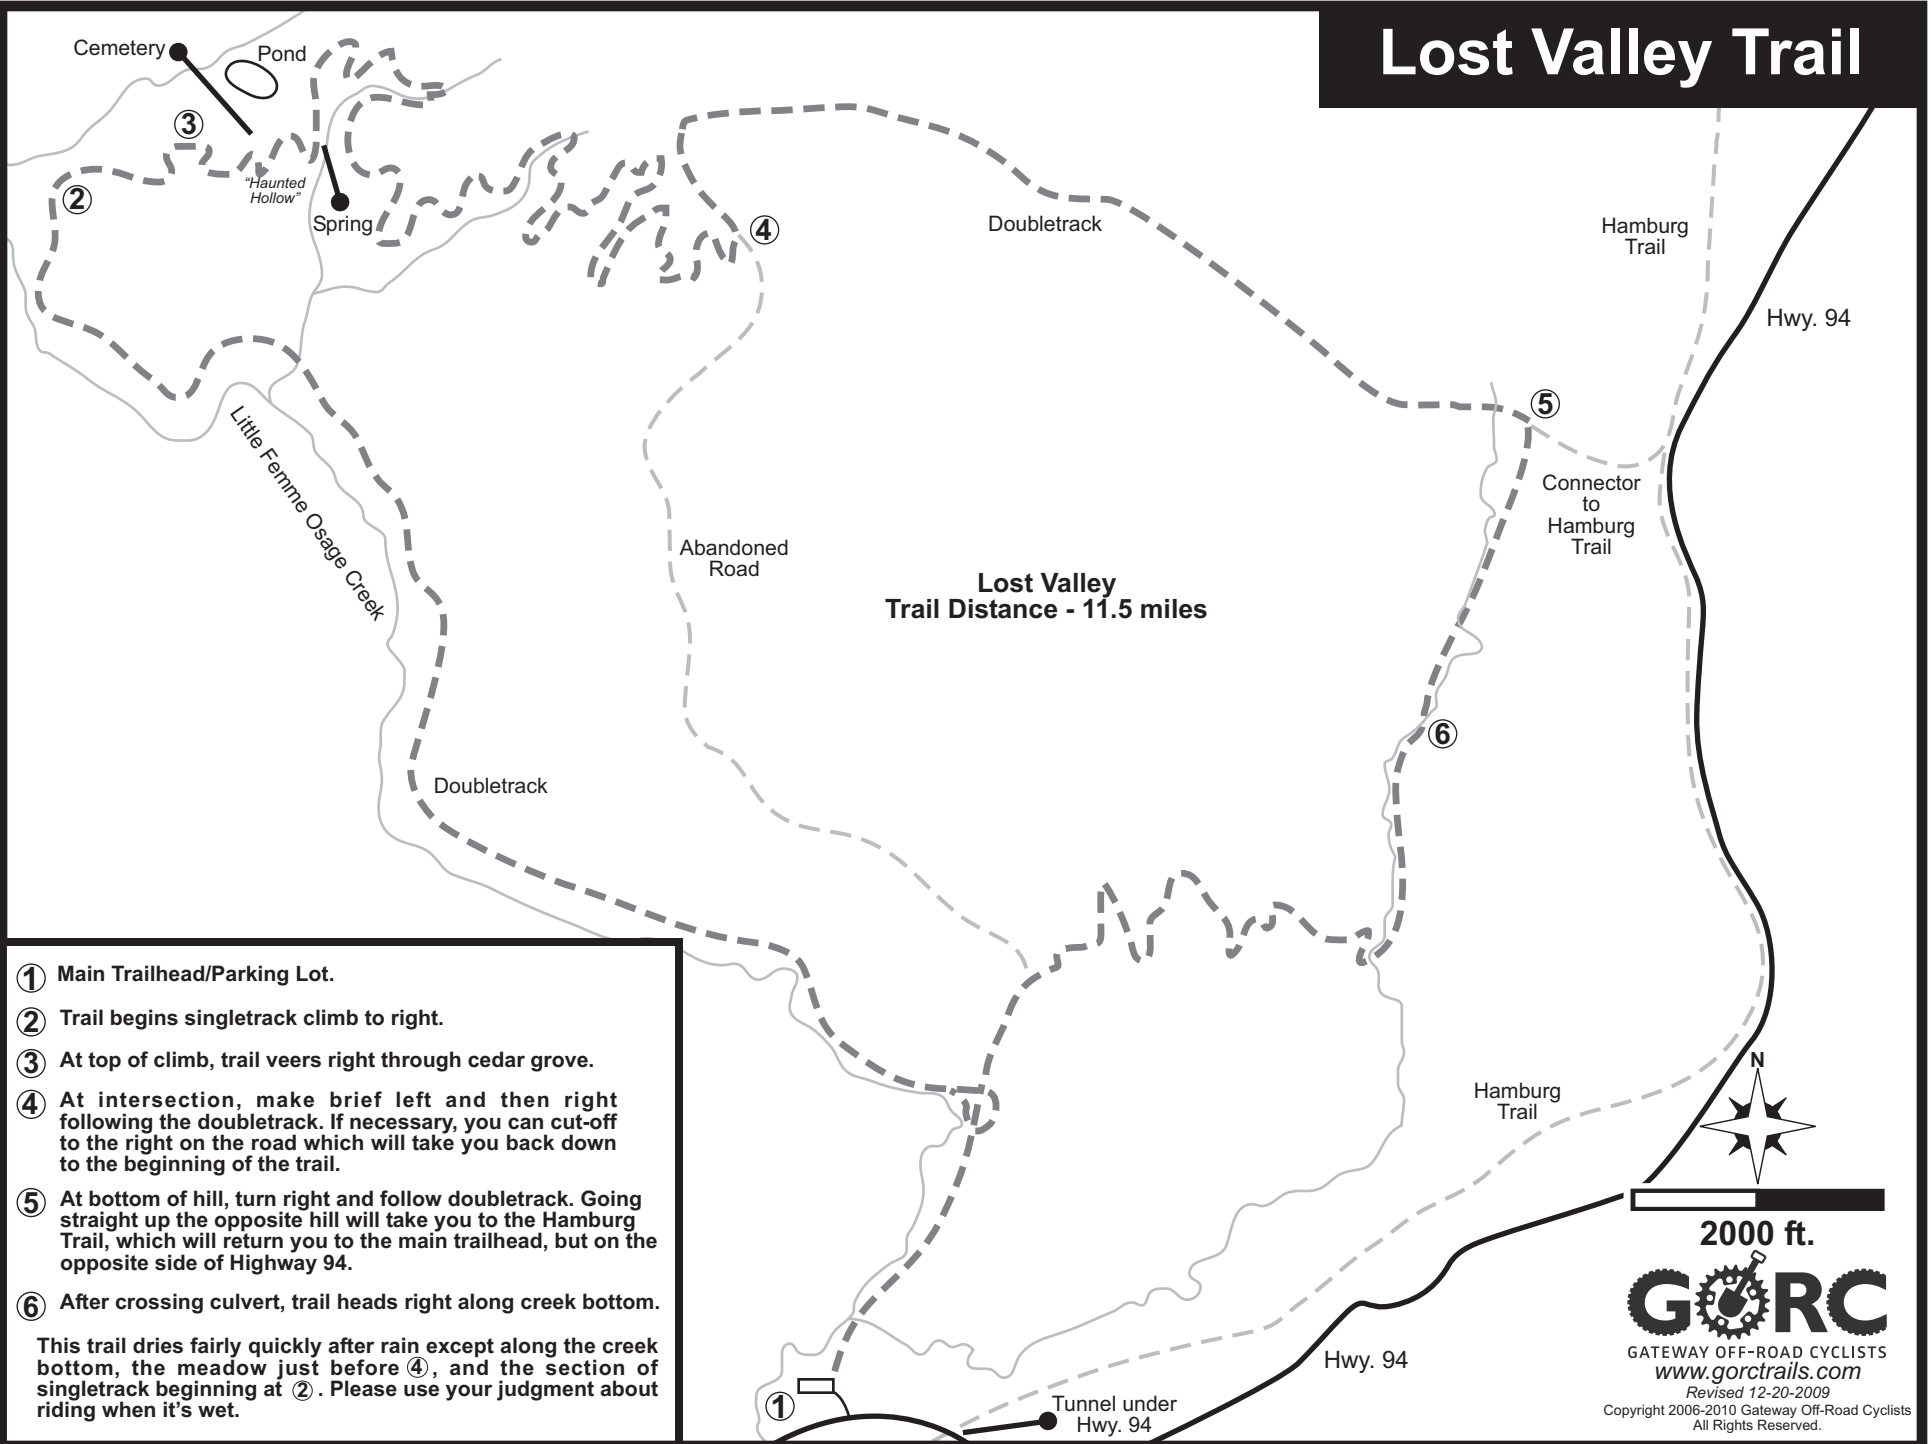 Lost Valley Trail
Cemetery
Pond
3
2
“Haunted
Hollow”
Spring
4
Doubletrack
Hamburg
Trail
Hwy. 94
5
Little Femme Osage Creek
Connector
to
Hamburg
Trail
Abandoned
Road
Lost Valley
Trail Distance - 11.5 miles
6
Doubletrack
1 Main Trailhead/Parking Lot.
2 Trail begins singletrack climb to right.
3 At top of climb, trail veers right through cedar grove.
4 At intersection, make brief left and then right
following the doubletrack. If necessary, you can cut-off
to the right on the road which will take you back down
to the beginning of the trail.
5 At bottom of hill, turn right and follow doubletrack. Going
straight up the opposite hill will take you to the Hamburg
Trail, which will return you to the main trailhead, but on the
opposite side of Highway 94.
6 After crossing culvert, trail heads right along creek bottom.
This trail dries fairly quickly after rain except along the creek
bottom, the meadow just before 4, and the section of
singletrack beginning at 2. Please use your judgment about
riding when it’s wet.
Hamburg
Trail
N
2000 ft.
GORC
GATEWAY OFF-ROAD CYCLISTS
www.gorctrails.com
Revised 12-20-2009
Copyright 2006-2010 Gateway Off-Road Cyclists
All Rights Reserved.
Hwy. 94
1
Tunnel under
Hwy. 94